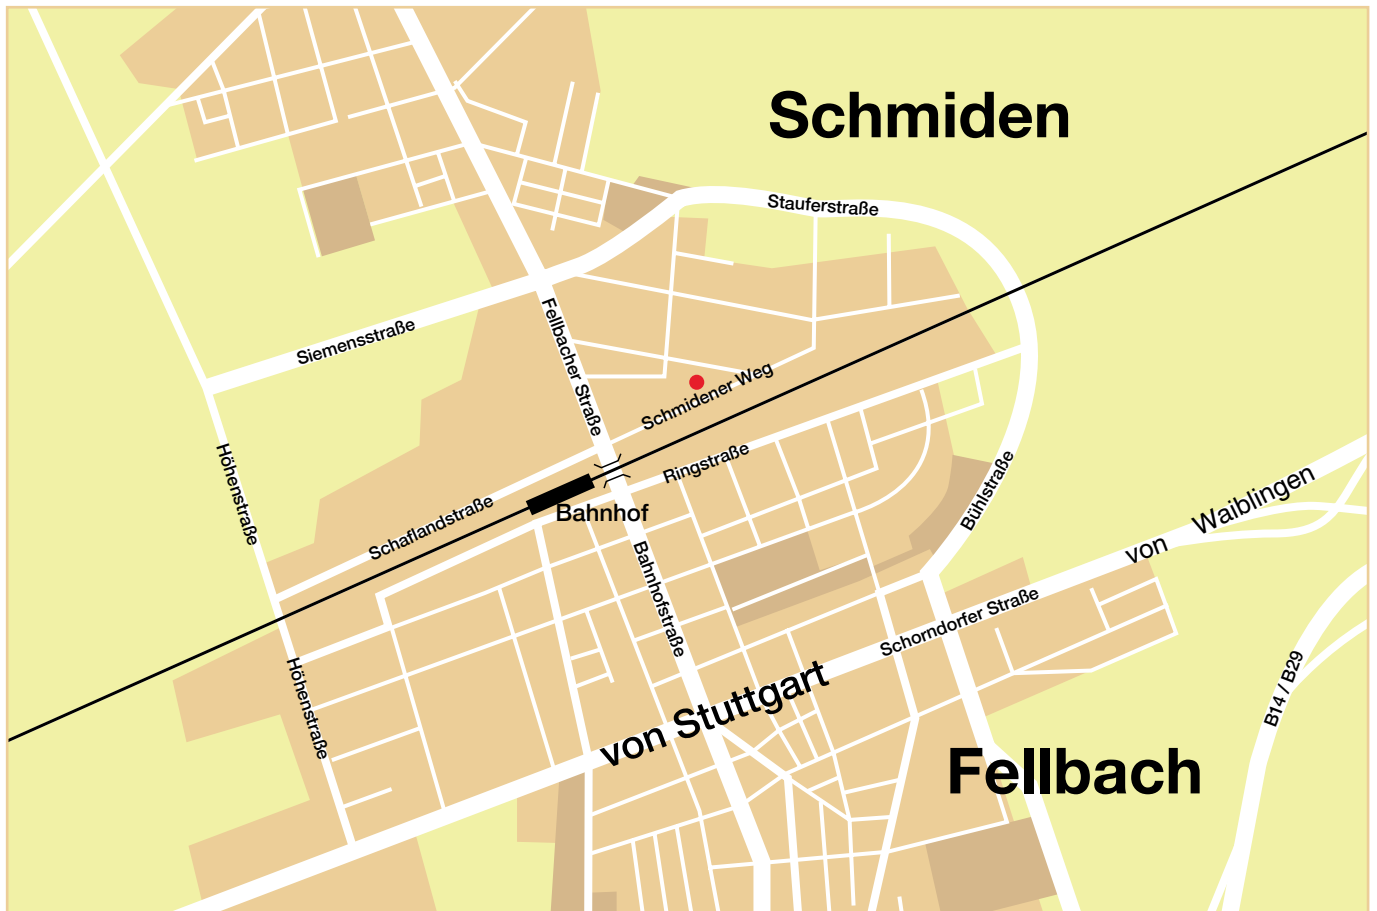 Schmiden
Stauferstraße
Siemensstraße
Fellbacher Straße
Schmidener Weg
Ringstraße
Höhenstraße
Schaflandstraße
Bahnhof
Bühlstraße
von Waiblingen
Bahnhofstraße
Schorndorfer Straße
Höhenstraße
von Stuttgart
B14 / B29
Fellbach